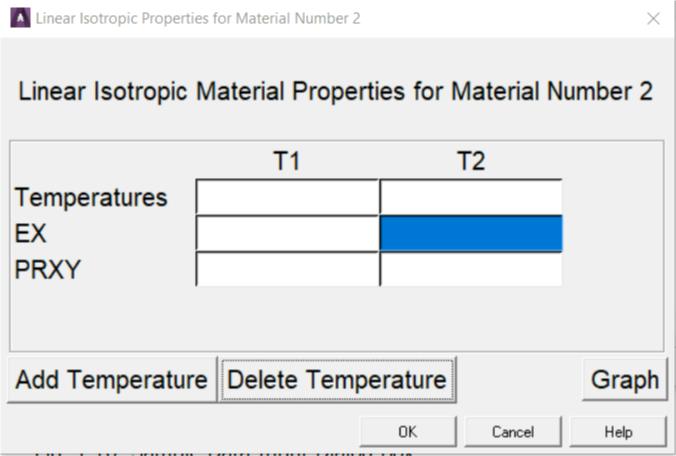 Linear Isotropic Properties for Material Number 2
Linear Isotropic Material Properties for Material Number 2
T1 T2
Temperatures
EX
PRXY
Add Temperature Delete Temperature Graph
OK Cancel Help